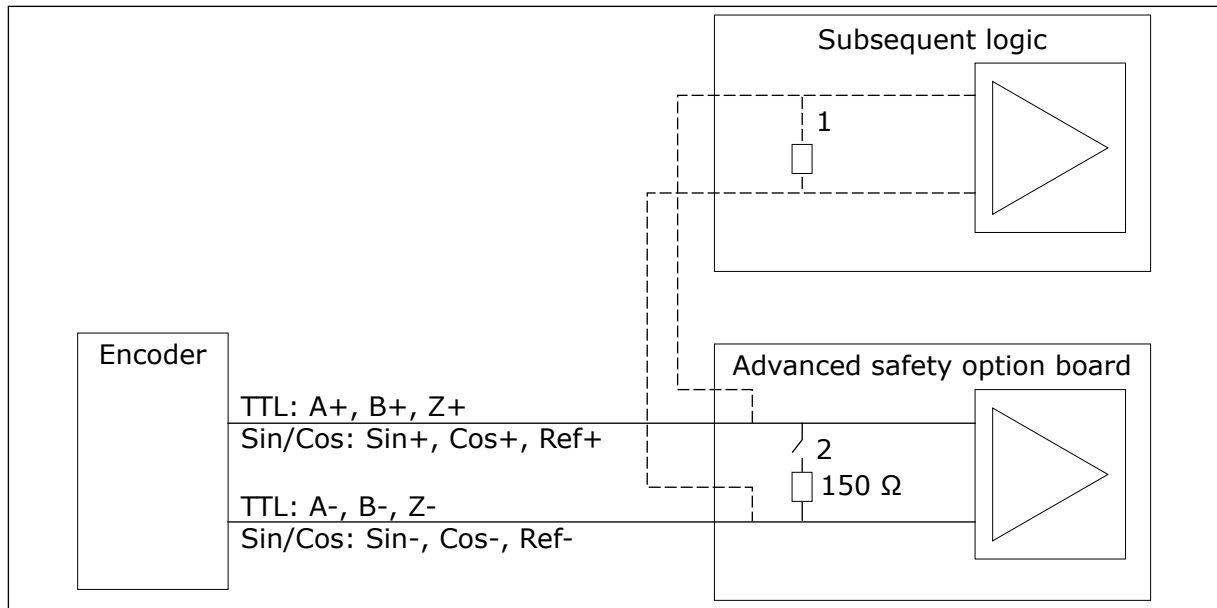 Subsequent logic
1
Encoder
Advanced safety option board
TTL: A+, B+, Z+
Sin/Cos: Sin+, Cos+, Ref+
2
150 Ω
TTL: A-, B-, Z-
Sin/Cos: Sin-, Cos-, Ref-